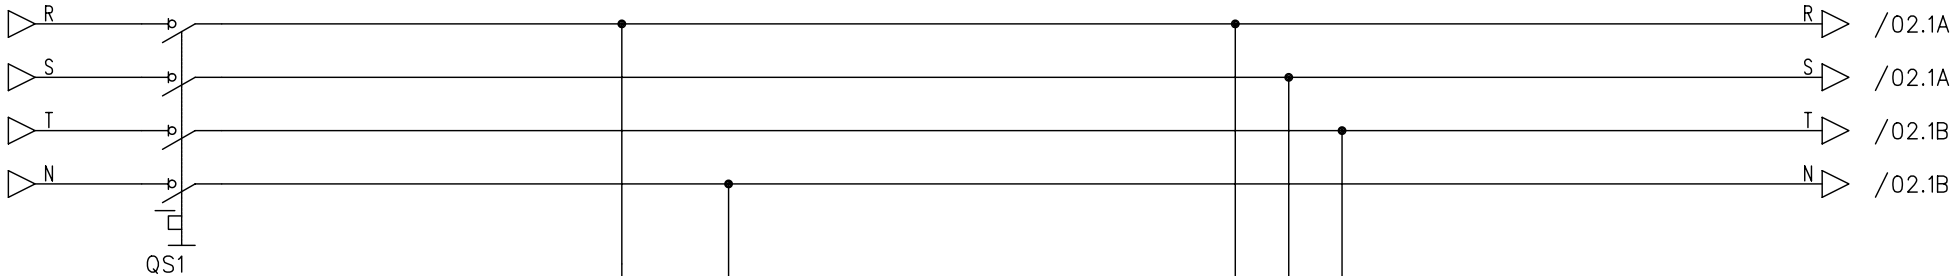 R R /02.1A
S S /02.1A
T T /02.1B
N N /02.1B
QS1